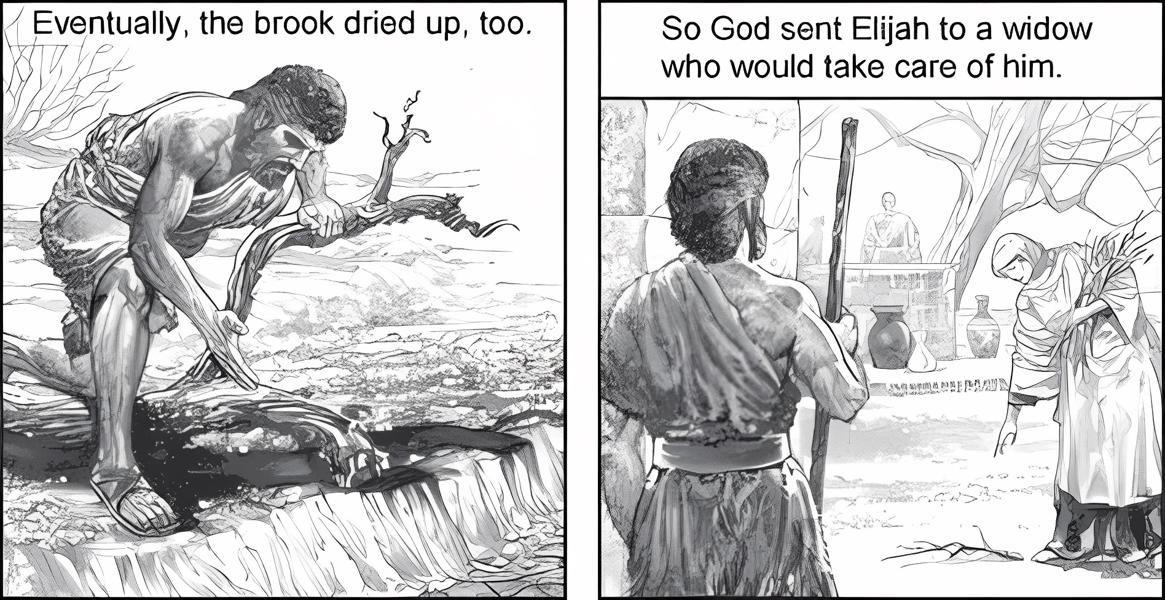 Eventually, the brook dried up, too.
So God sent Elijah to a widow
who would take care of him.